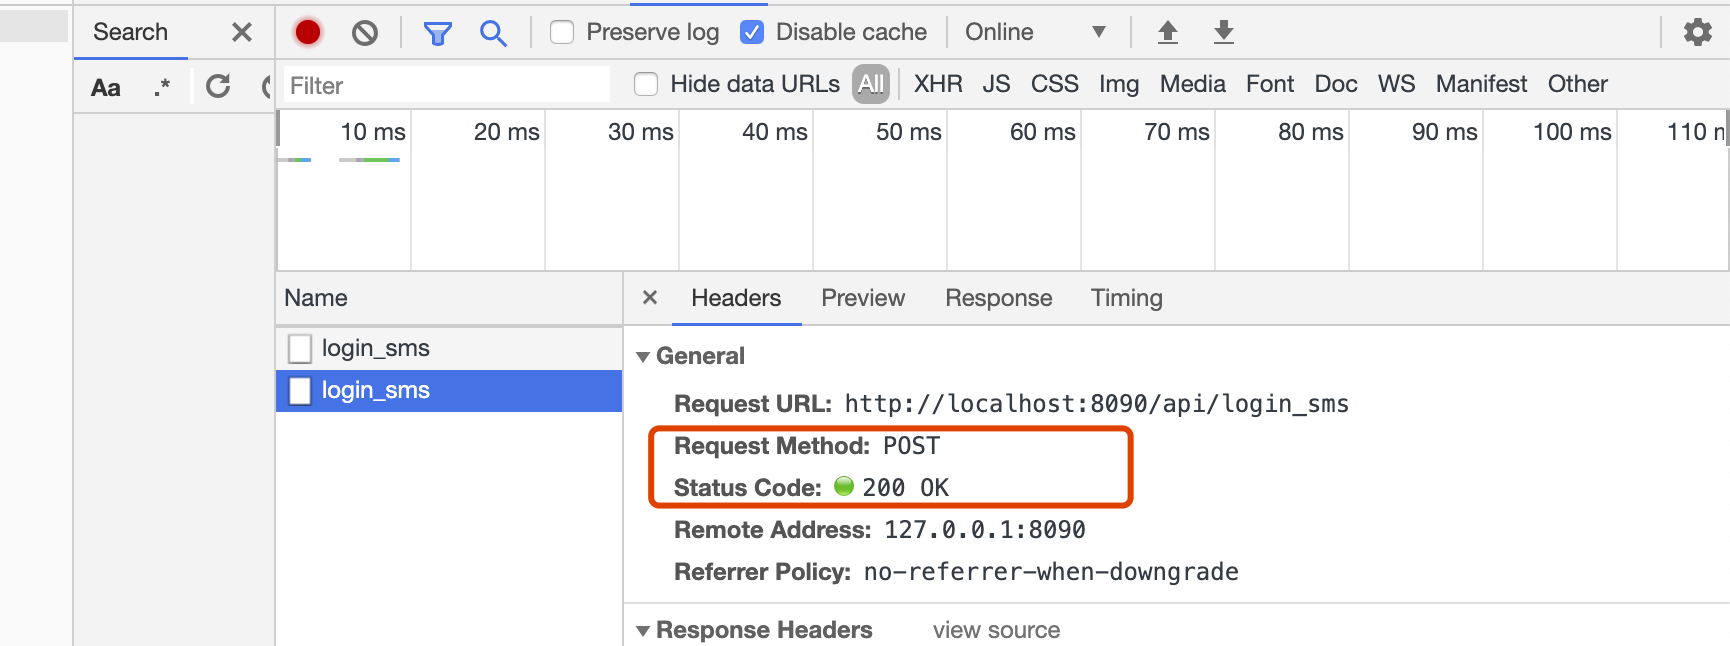 Search
Preserve log
Disable cache
Online
Aa
.*
Filter
Hide data URLs
All
XHR
JS
CSS
Img
Media
Font
Doc
WS
Manifest
Other
10 ms
20 ms
30 ms
40 ms
50 ms
60 ms
70 ms
80 ms
90 ms
100 ms
110
Name
Headers
Preview
Response
Timing
login_sms
login_sms
General
Request URL: http://localhost:8090/api/login_sms
Request Method: POST
Status Code: 200 OK
Remote Address: 127.0.0.1:8090
Referrer Policy: no-referrer-when-downgrade
Response Headers
view source